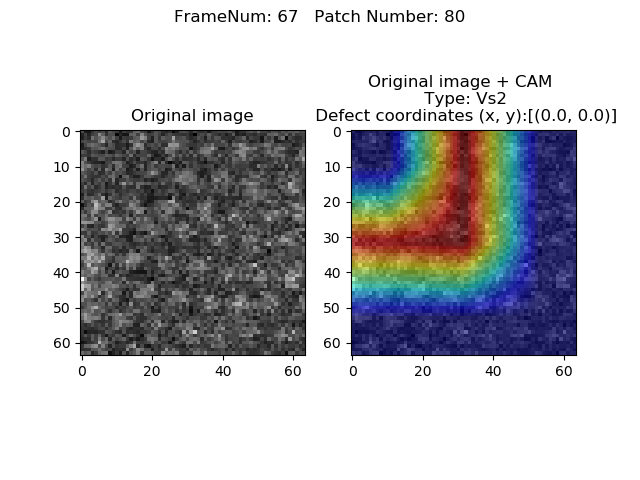 FrameNum: 67   Patch Number: 80
Original image
Original image + CAM
Type: Vs2
Defect coordinates (x, y):[(0.0, 0.0)]
0
10
20
30
40
50
60
0 20 40 60
0
10
20
30
40
50
60
0 20 40 60